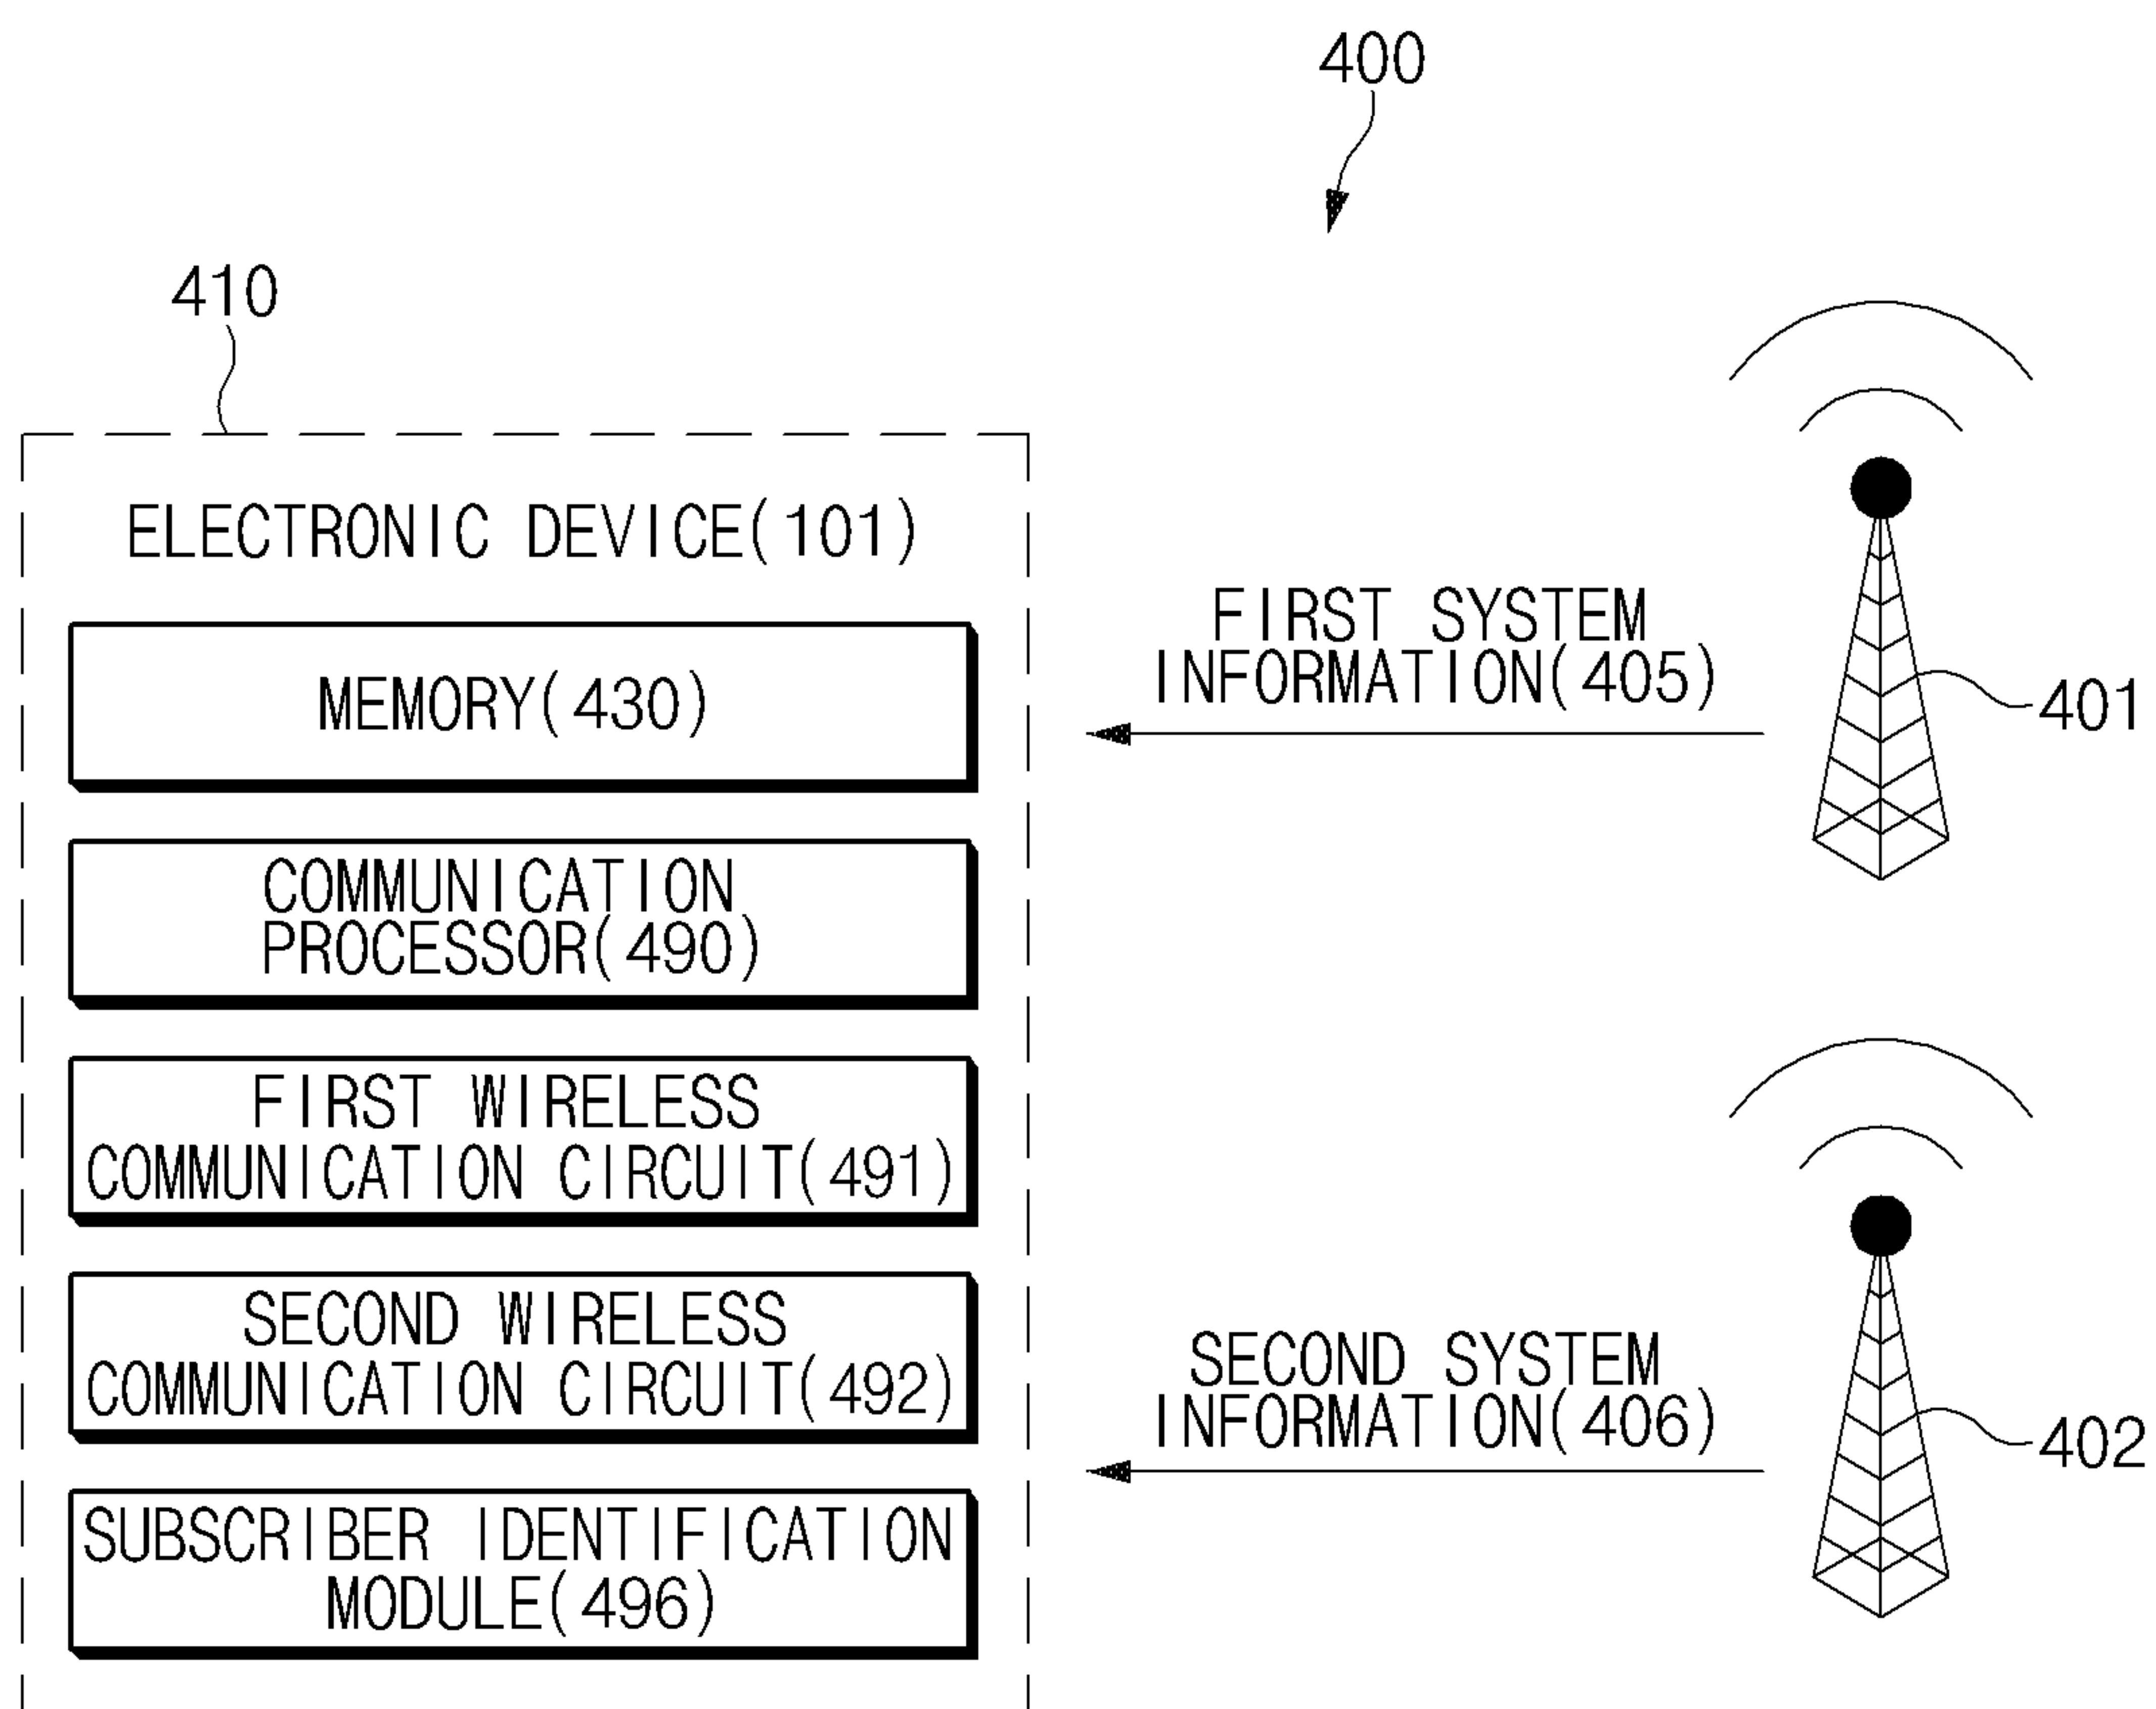 400
410
ELECTRONIC DEVICE(101)
MEMORY(430)
COMMUNICATION
PROCESSOR(490)
FIRST WIRELESS
COMMUNICATION CIRCUIT(491)
SECOND WIRELESS
COMMUNICATION CIRCUIT(492)
SUBSCRIBER IDENTIFICATION
MODULE(496)
FIRST SYSTEM
INFORMATION(405)
401
SECOND SYSTEM
INFORMATION(406)
402